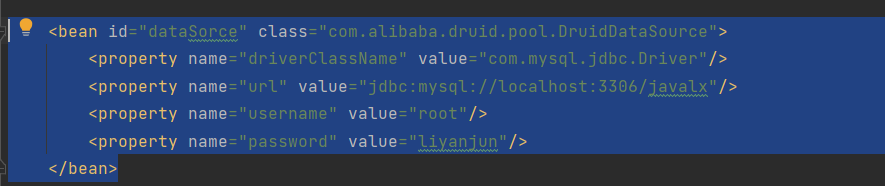 <bean id="dataSorce" class="com.alibaba.druid.pool.DruidDataSource">
<property name="driverClassName" value="com.mysql.jdbc.Driver"/>
<property name="url" value="jdbc:mysql://localhost:3306/javalx"/>
<property name="username" value="root"/>
<property name="password" value="liyanjun"/>
</bean>